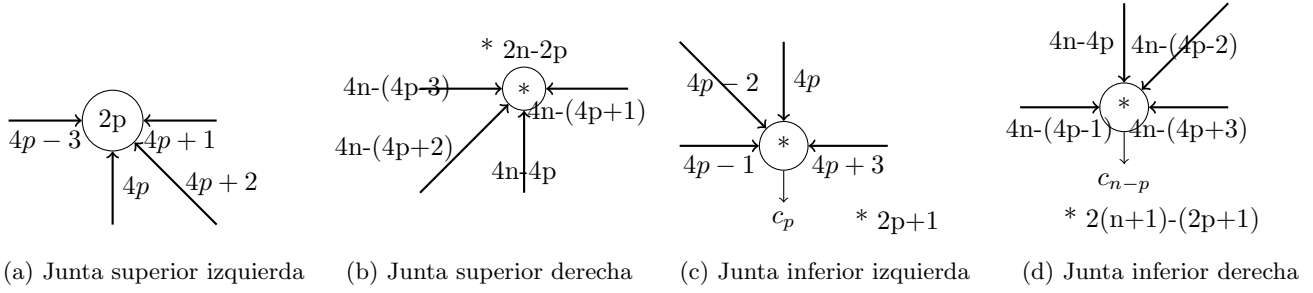 2p
4p − 3
4p + 1
4p
4p + 2
(a) Junta superior izquierda
* 2n-2p
*
4n-(4p-3)
4n-(4p+1)
4n-(4p+2)
4n-4p
(b) Junta superior derecha
4p − 2
4p
*
4p − 1
4p + 3
c_p
* 2p+1
(c) Junta inferior izquierda
4n-4p
4n-(4p-2)
*
4n-(4p-1)
4n-(4p+3)
c_{n−p}
* 2(n+1)-(2p+1)
(d) Junta inferior derecha